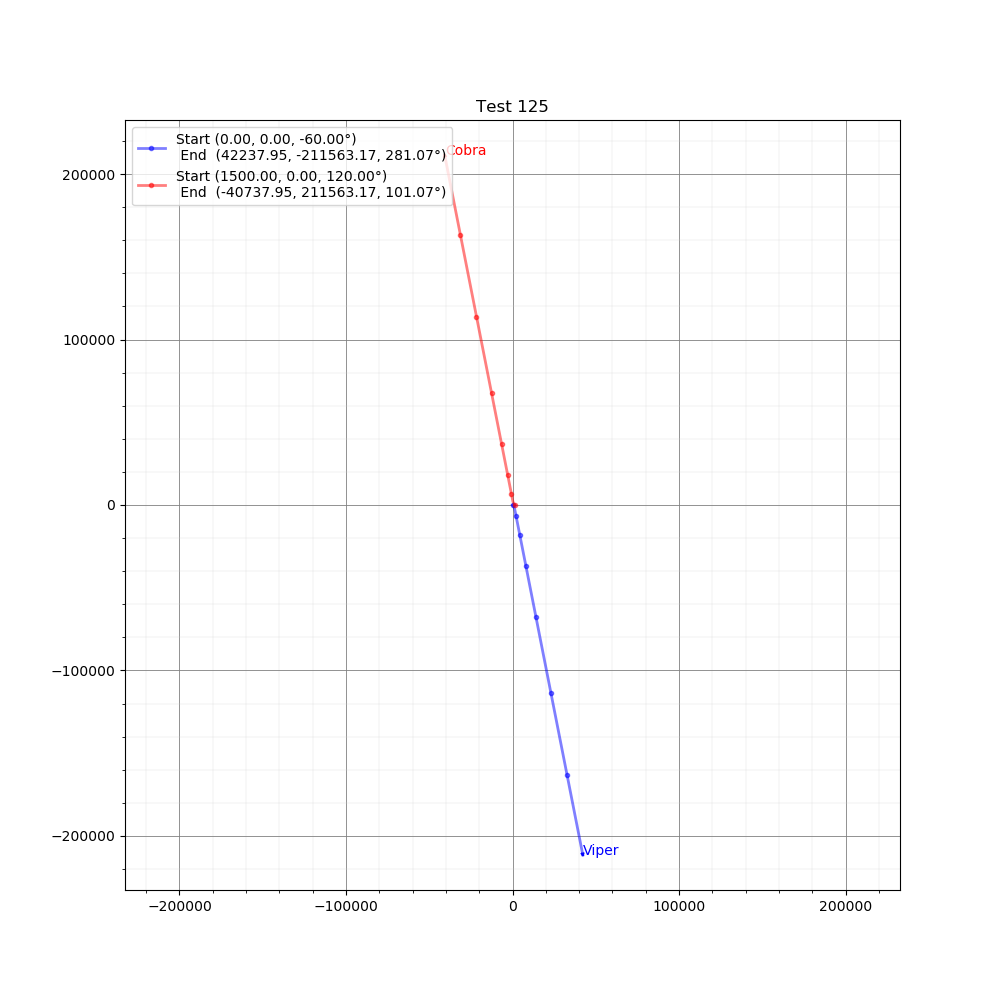 Test 125
Start (0.00, 0.00, -60.00°)
End (42237.95, -211563.17, 281.07°)
Start (1500.00, 0.00, 120.00°)
End (-40737.95, 211563.17, 101.07°)
Cobra
200000
100000
0
−100000
−200000
Viper
−200000
−100000
0
100000
200000